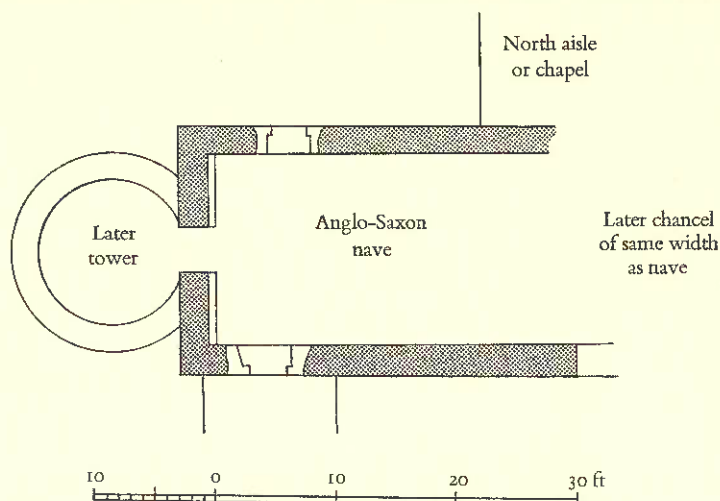 North aisle
or chapel
Later
tower
Anglo-Saxon
nave
Later chancel
of same width
as nave
10 0 10 20 30 ft